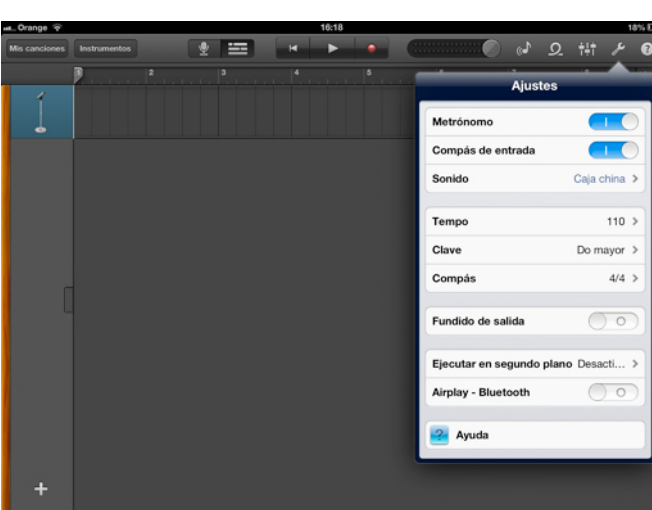 Orange 16:18 18%
Mis canciones Instrumentos
1 2 3 4 5
Ajustes
Metrónomo
Compás de entrada
Sonido Caja china
Tempo 110
Clave Do mayor
Compás 4/4
Fundido de salida
Ejecutar en segundo plano Desacti...
Airplay - Bluetooth
Ayuda